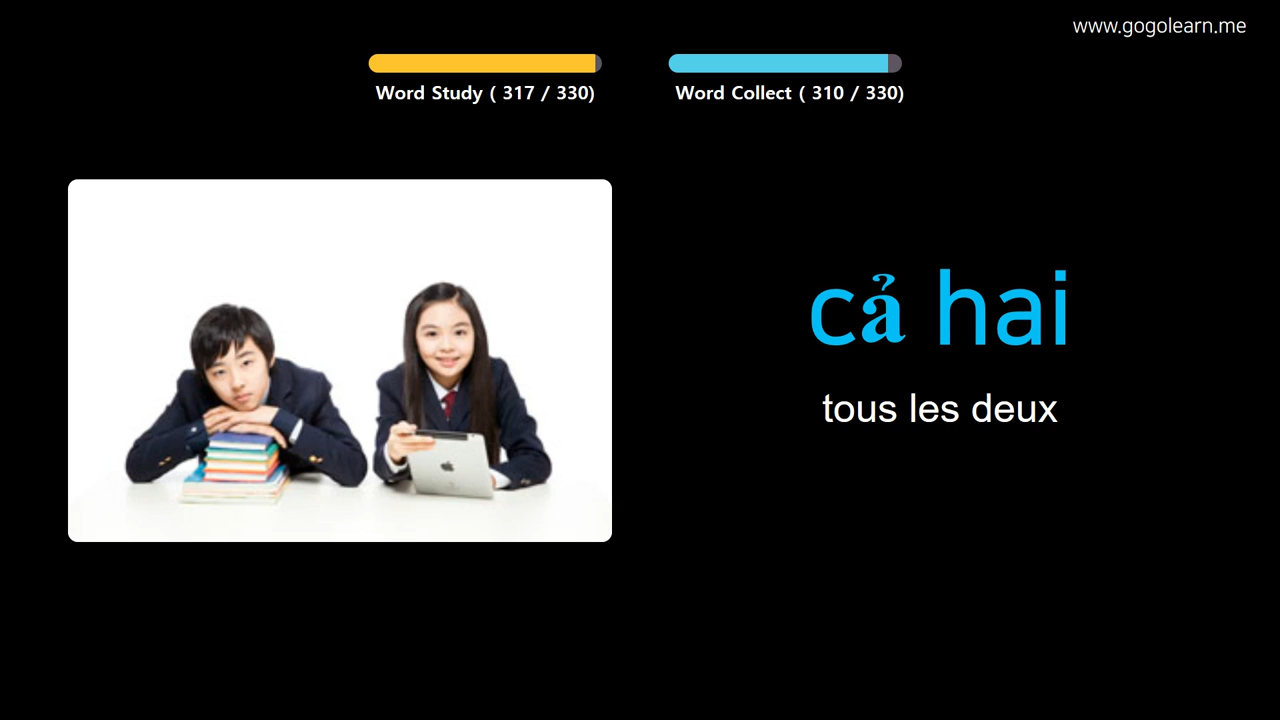 www.gogolearn.me
Word Study ( 317 / 330)
Word Collect ( 310 / 330)
cả hai
tous les deux